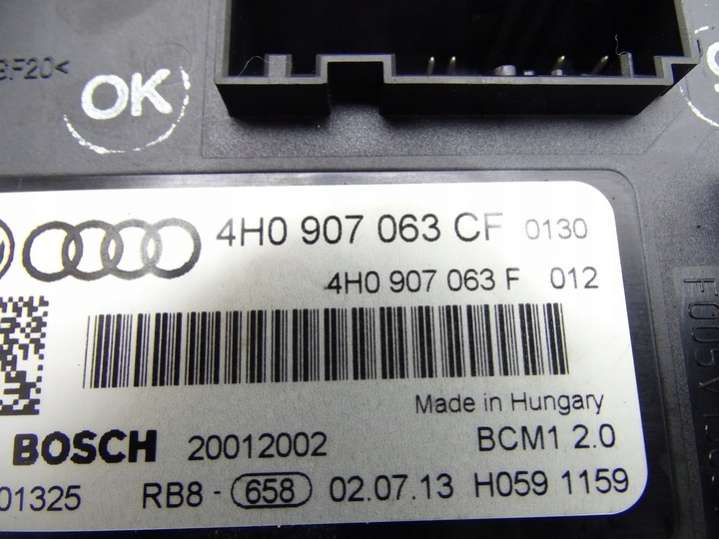 OK
4H0 907 063 CF 0130
4H0 907 063 F 012
Made in Hungary
BOSCH 20012002 BCM1 2.0
01325 RB8-658 02.07.13 H059 1159